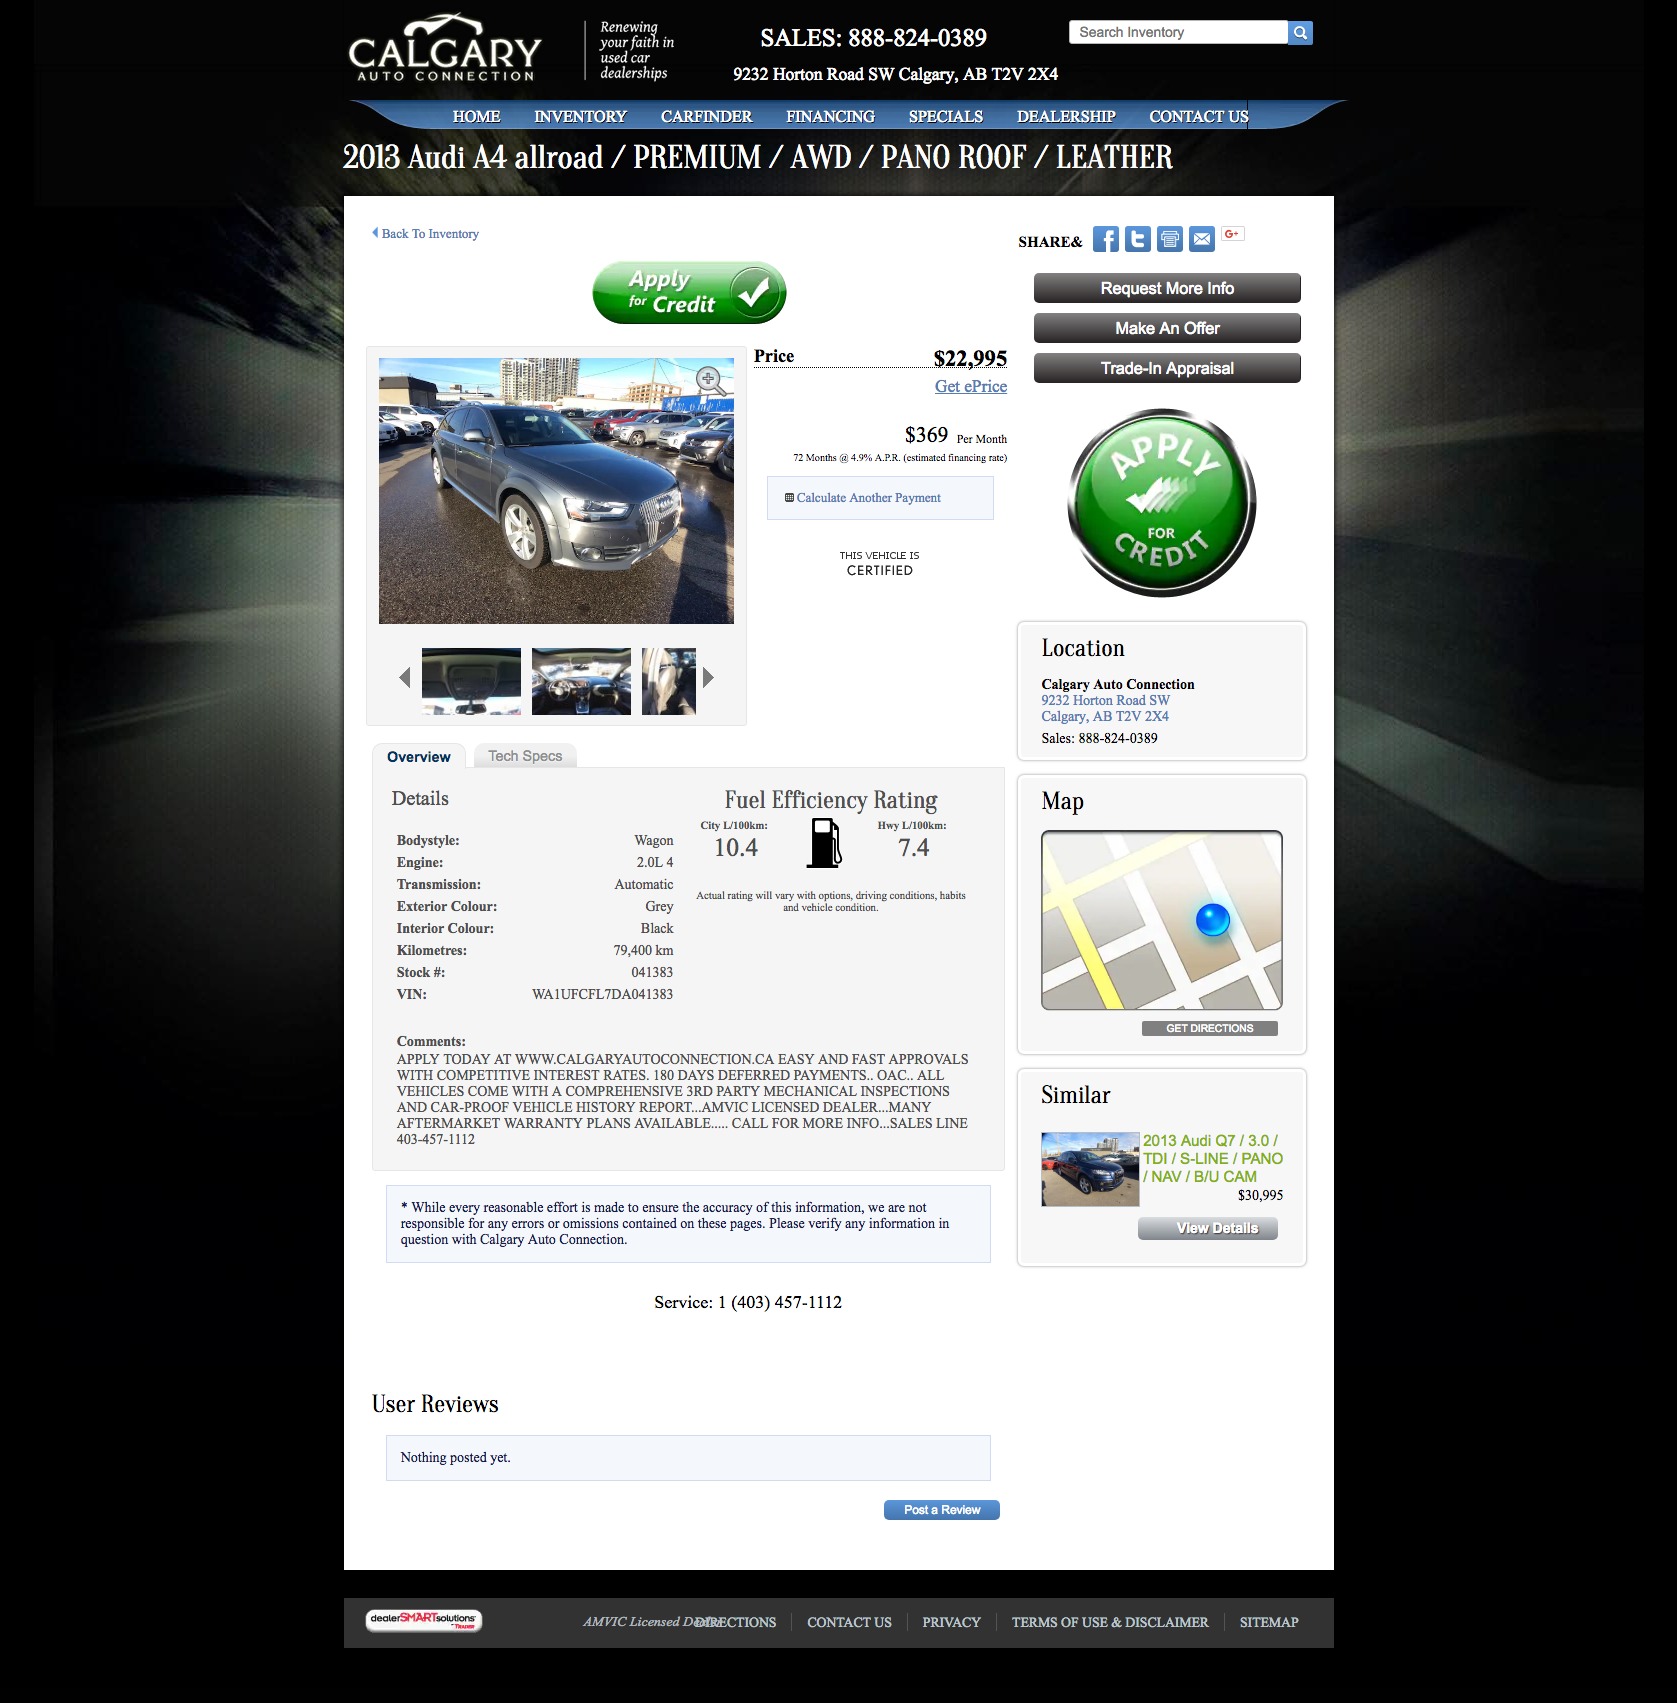 CALGARY
AUTO CONNECTION
Renewing
your faith in
used car
dealerships
SALES: 888-824-0389
9232 Horton Road SW Calgary, AB T2V 2X4
Search Inventory
HOME INVENTORY CARFINDER FINANCING SPECIALS DEALERSHIP CONTACT US
2013 Audi A4 allroad / PREMIUM / AWD / PANO ROOF / LEATHER
Back To Inventory
SHARE&
G+
Apply
for Credit
Request More Info
Make An Offer
Trade-In Appraisal
Price $22,995
Get ePrice
$369 Per Month
72 Months @ 4.9% A.P.R. (estimated financing rate)
Calculate Another Payment
THIS VEHICLE IS
CERTIFIED
APPLY
FOR
CREDIT
Location
Calgary Auto Connection
9232 Horton Road SW
Calgary, AB T2V 2X4
Sales: 888-824-0389
Overview Tech Specs
Details
Bodystyle: Wagon
Engine: 2.0L 4
Transmission: Automatic
Exterior Colour: Grey
Interior Colour: Black
Kilometres: 79,400 km
Stock #: 041383
VIN: WA1UFCFL7DA041383
Fuel Efficiency Rating
City L/100km: Hwy L/100km:
10.4 7.4
Actual rating will vary with options, driving conditions, habits
and vehicle condition.
Comments:
APPLY TODAY AT WWW.CALGARYAUTOCONNECTION.CA EASY AND FAST APPROVALS
WITH COMPETITIVE INTEREST RATES. 180 DAYS DEFERRED PAYMENTS.. OAC.. ALL
VEHICLES COME WITH A COMPREHENSIVE 3RD PARTY MECHANICAL INSPECTIONS
AND CAR-PROOF VEHICLE HISTORY REPORT...AMVIC LICENSED DEALER...MANY
AFTERMARKET WARRANTY PLANS AVAILABLE..... CALL FOR MORE INFO...SALES LINE
403-457-1112
Map
GET DIRECTIONS
Similar
2013 Audi Q7 / 3.0 /
TDI / S-LINE / PANO
/ NAV / B/U CAM
$30,995
View Details
* While every reasonable effort is made to ensure the accuracy of this information, we are not
responsible for any errors or omissions contained on these pages. Please verify any information in
question with Calgary Auto Connection.
Service: 1 (403) 457-1112
User Reviews
Nothing posted yet.
Post a Review
dealerSMARTsolutions
by TRADER
AMVIC Licensed Dealer
DIRECTIONS CONTACT US PRIVACY TERMS OF USE & DISCLAIMER SITEMAP